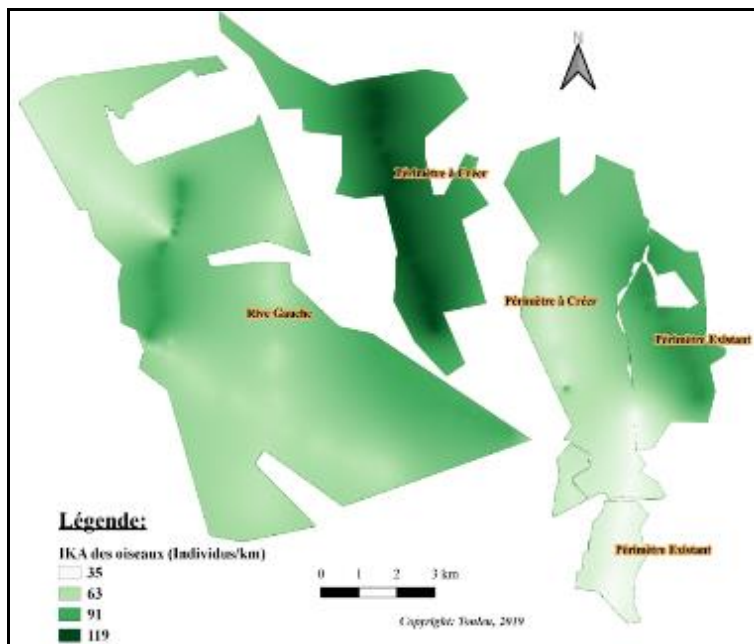 N
Périmètre à Créer
Rive Gauche
Périmètre à Créer
Périmètre Existant
Périmètre Existant
Légende:
IKA des oiseaux (Individus/km)
35
63
91
119
0 1 2 3 km
Copyright: 2019